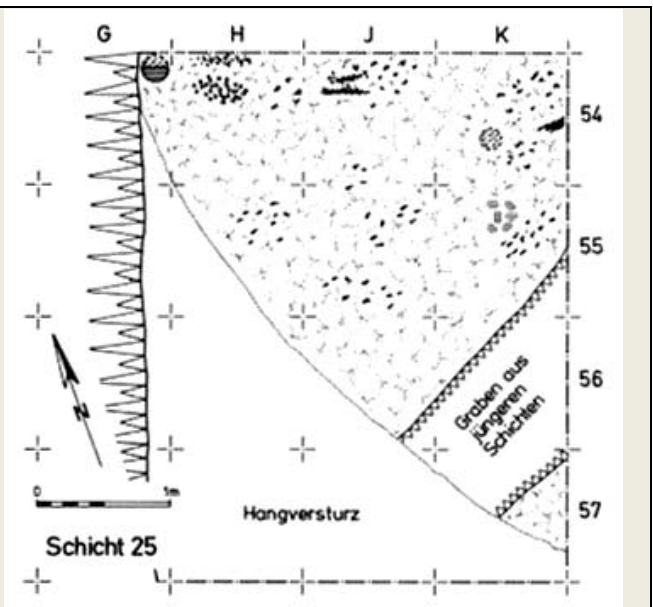 G H J K
54
55
56
57
Graben aus
jüngeren
Schichten
N
0 1m
Hangversturz
Schicht 25